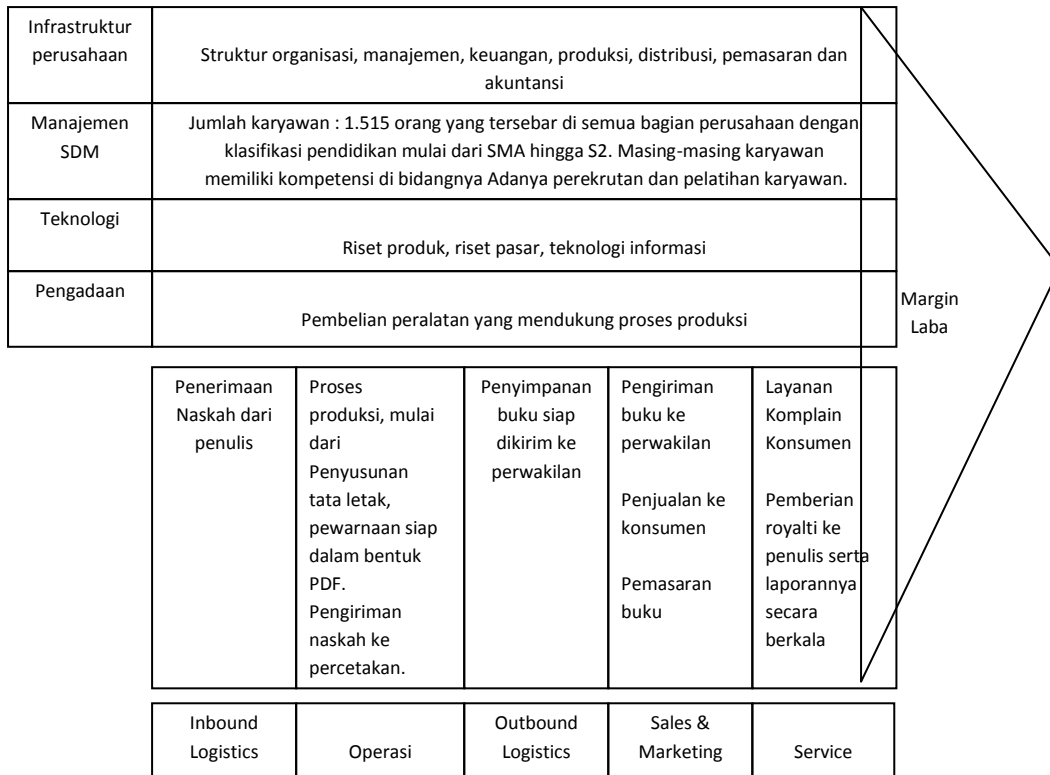 Infrastruktur
perusahaan
Struktur organisasi, manajemen, keuangan, produksi, distribusi, pemasaran dan
akuntansi
Manajemen
SDM
Jumlah karyawan : 1.515 orang yang tersebar di semua bagian perusahaan dengan
klasifikasi pendidikan mulai dari SMA hingga S2. Masing-masing karyawan
memiliki kompetensi di bidangnya Adanya perekrutan dan pelatihan karyawan.
Teknologi
Riset produk, riset pasar, teknologi informasi
Pengadaan
Pembelian peralatan yang mendukung proses produksi
Margin
Laba
Penerimaan
Naskah dari
penulis
Proses
produksi, mulai
dari
Penyusunan
tata letak,
pewarnaan siap
dalam bentuk
PDF.
Pengiriman
naskah ke
percetakan.
Penyimpanan
buku siap
dikirim ke
perwakilan
Pengiriman
buku ke
perwakilan
Penjualan ke
konsumen
Pemasaran
buku
Layanan
Komplain
Konsumen
Pemberian
royalti ke
penulis serta
laporannya
secara
berkala
Inbound
Logistics
Operasi
Outbound
Logistics
Sales &
Marketing
Service